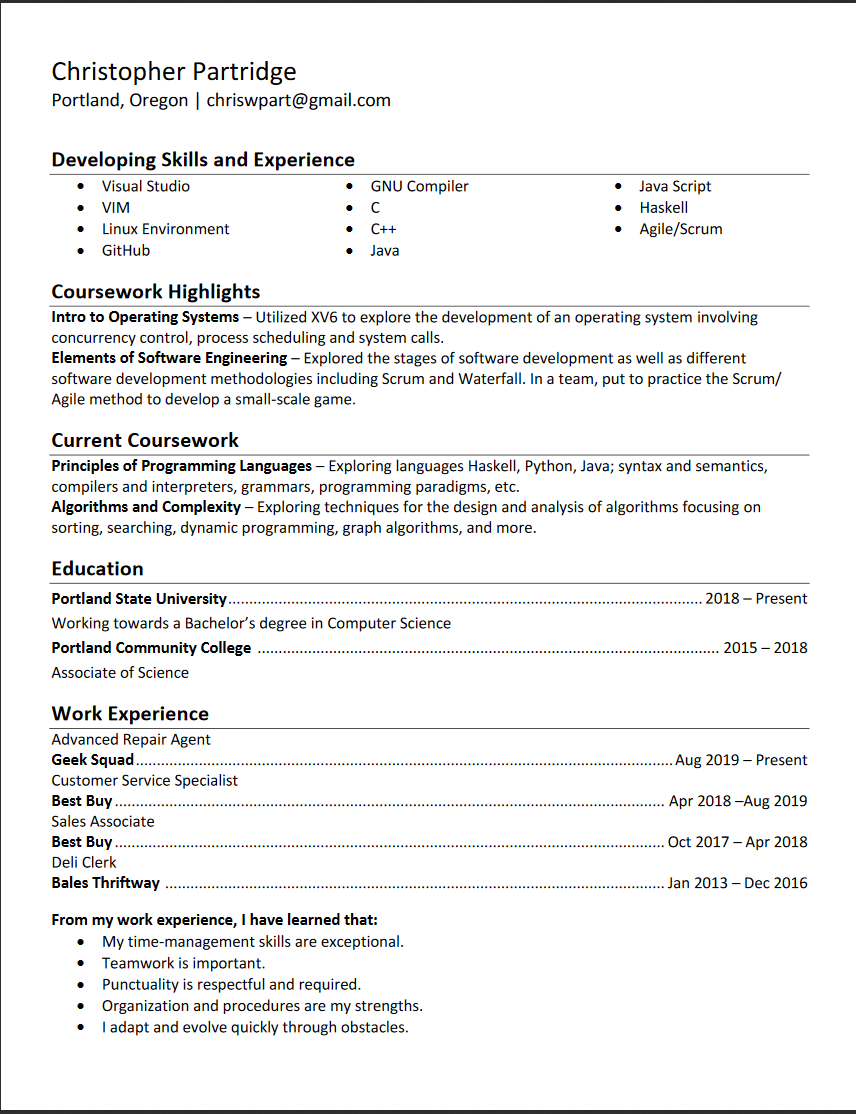 Christopher Partridge
Portland, Oregon | chriswpart@gmail.com
Developing Skills and Experience
• Visual Studio
• VIM
• Linux Environment
• GitHub
• GNU Compiler
• C
• C++
• Java
• Java Script
• Haskell
• Agile/Scrum
Coursework Highlights
Intro to Operating Systems – Utilized XV6 to explore the development of an operating system involving
concurrency control, process scheduling and system calls.
Elements of Software Engineering – Explored the stages of software development as well as different
software development methodologies including Scrum and Waterfall. In a team, put to practice the Scrum/
Agile method to develop a small-scale game.
Current Coursework
Principles of Programming Languages – Exploring languages Haskell, Python, Java; syntax and semantics,
compilers and interpreters, grammars, programming paradigms, etc.
Algorithms and Complexity – Exploring techniques for the design and analysis of algorithms focusing on
sorting, searching, dynamic programming, graph algorithms, and more.
Education
Portland State University........ 2018 – Present
Working towards a Bachelor’s degree in Computer Science
Portland Community College ........ 2015 – 2018
Associate of Science
Work Experience
Advanced Repair Agent
Geek Squad........ Aug 2019 – Present
Customer Service Specialist
Best Buy........ Apr 2018 –Aug 2019
Sales Associate
Best Buy........ Oct 2017 – Apr 2018
Deli Clerk
Bales Thriftway ........ Jan 2013 – Dec 2016
From my work experience, I have learned that:
• My time-management skills are exceptional.
• Teamwork is important.
• Punctuality is respectful and required.
• Organization and procedures are my strengths.
• I adapt and evolve quickly through obstacles.